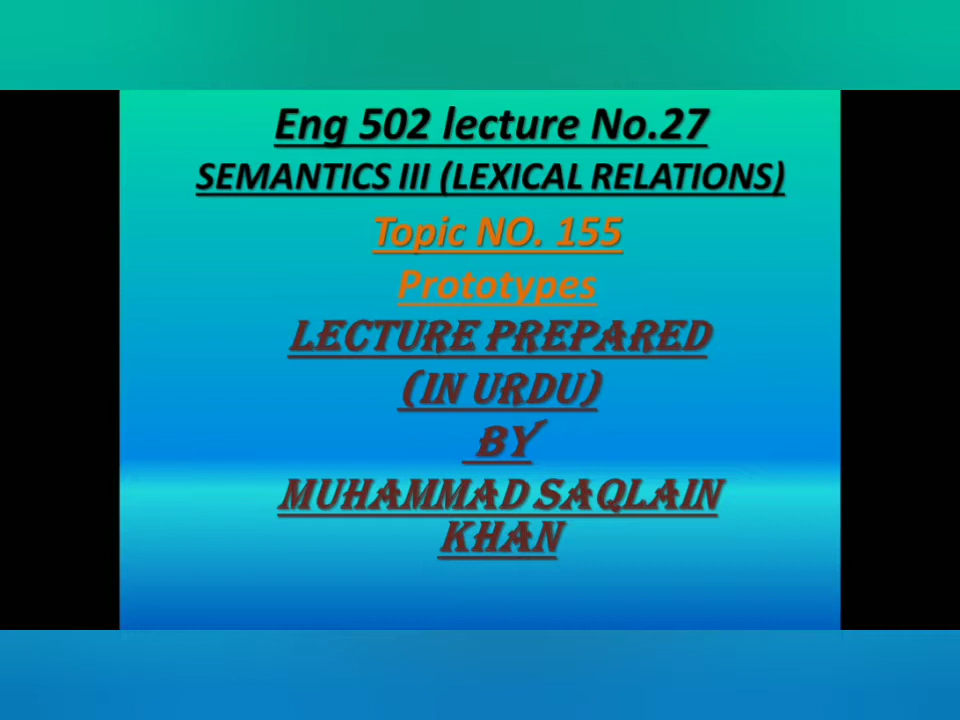 Eng 502 lecture No.27
SEMANTICS III (LEXICAL RELATIONS)
Topic NO. 155
Prototypes
LECTURE PREPARED
(IN URDU)
BY
MUHAMMAD SAQLAIN
KHAN